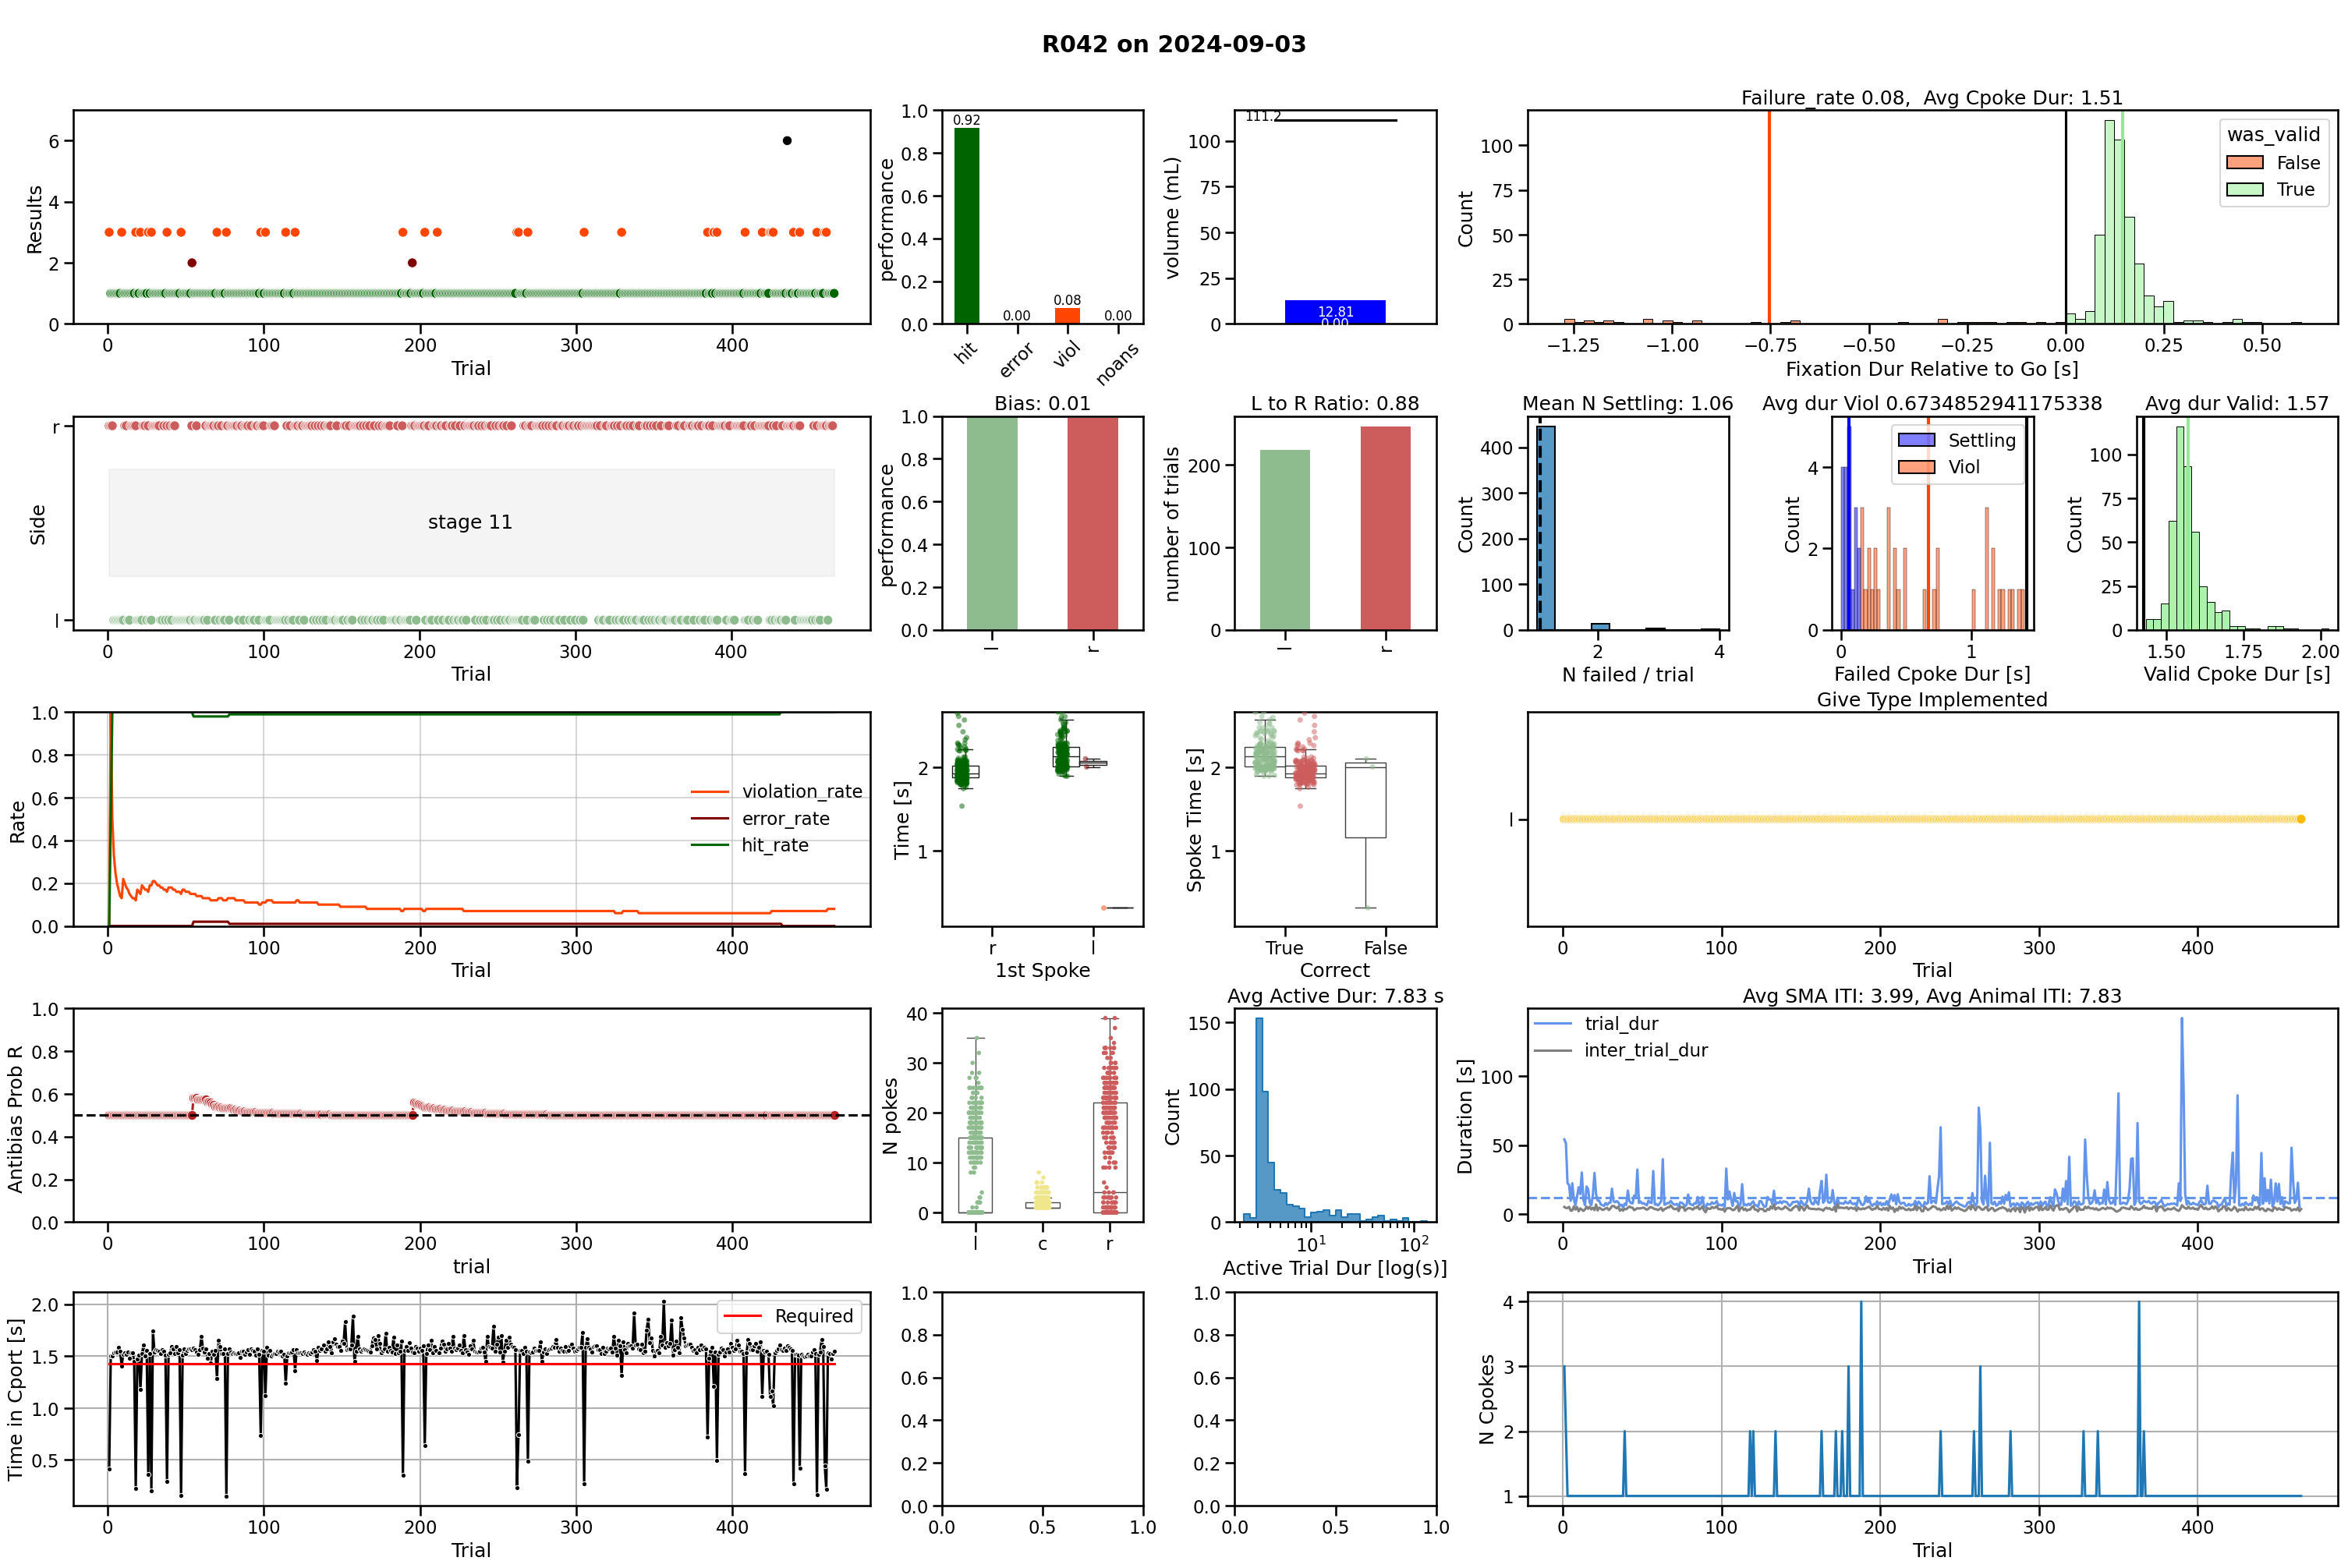 R042 on 2024-09-03
Results
6
4
2
0
0
100
200
300
400
Trial
performance
1.0
0.8
0.6
0.4
0.2
0.0
0.92
0.00
0.08
0.00
hit
error
viol
noans
volume (mL)
100
75
50
25
0
111.2
12.81
0.00
Failure_rate 0.08,  Avg Cpoke Dur: 1.51
Count
100
75
50
25
0
was_valid
False
True
−1.25
−1.00
−0.75
−0.50
−0.25
0.00
0.25
0.50
Fixation Dur Relative to Go [s]
Side
r
l
stage 11
0
100
200
300
400
Trial
Bias: 0.01
performance
1.0
0.8
0.6
0.4
0.2
0.0
l
r
L to R Ratio: 0.88
number of trials
200
100
0
l
r
Mean N Settling: 1.06
Count
400
300
200
100
0
2
4
N failed / trial
Avg dur Viol 0.6734852941175338
Count
4
2
0
Settling
Viol
0
1
Failed Cpoke Dur [s]
Avg dur Valid: 1.57
Count
100
75
50
25
0
1.50
1.75
2.00
Valid Cpoke Dur [s]
Rate
1.0
0.8
0.6
0.4
0.2
0.0
violation_rate
error_rate
hit_rate
0
100
200
300
400
Trial
Time [s]
2
1
r
l
1st Spoke
Spoke Time [s]
2
1
True
False
Correct
Give Type Implemented
l
0
100
200
300
400
Trial
Antibias Prob R
1.0
0.8
0.6
0.4
0.2
0.0
0
100
200
300
400
trial
N pokes
40
30
20
10
0
l
c
r
Avg Active Dur: 7.83 s
Count
150
100
50
0
10¹
10²
Active Trial Dur [log(s)]
Avg SMA ITI: 3.99, Avg Animal ITI: 7.83
Duration [s]
100
50
0
trial_dur
inter_trial_dur
0
100
200
300
400
Trial
Time in Cport [s]
2.0
1.5
1.0
0.5
Required
0
100
200
300
400
Trial
1.0
0.8
0.6
0.4
0.2
0.0
0.0
0.5
1.0
1.0
0.8
0.6
0.4
0.2
0.0
0.0
0.5
1.0
N Cpokes
4
3
2
1
0
100
200
300
400
Trial